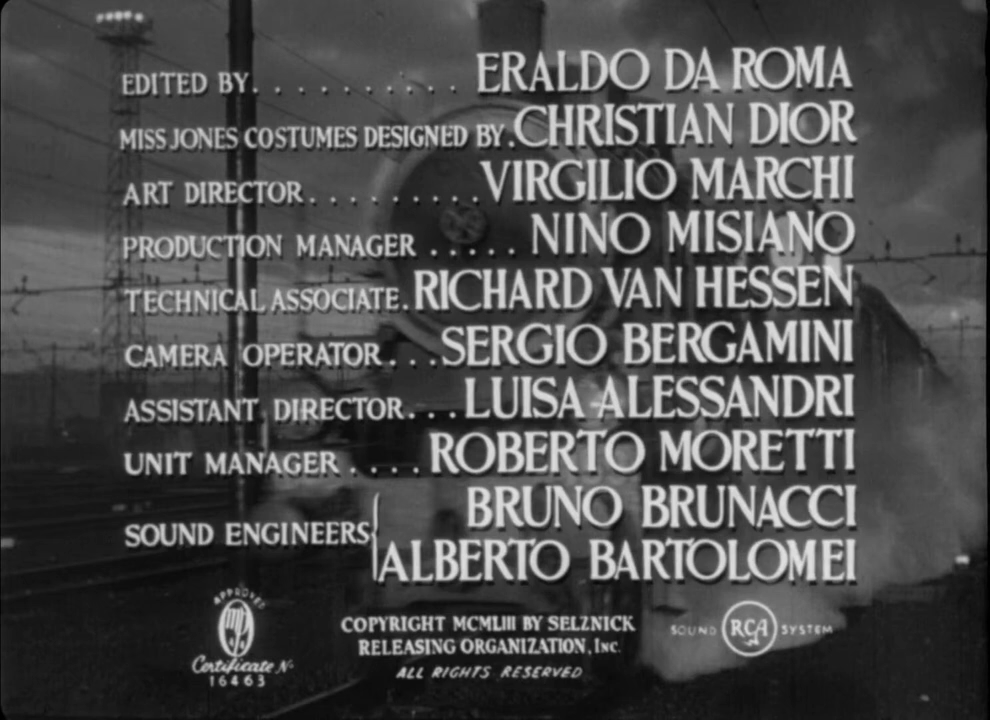 EDITED BY. . . . . . . . . . ERALDO DA ROMA
MISS JONES COSTUMES DESIGNED BY. CHRISTIAN DIOR
ART DIRECTOR. . . . . . . . . VIRGILIO MARCHI
PRODUCTION MANAGER . . . . . NINO MISIANO
TECHNICAL ASSOCIATE. RICHARD VAN HESSEN
CAMERA OPERATOR. . . SERGIO BERGAMINI
ASSISTANT DIRECTOR. . . LUISA ALESSANDRI
UNIT MANAGER . . . . ROBERTO MORETTI
SOUND ENGINEERS { BRUNO BRUNACCI
ALBERTO BARTOLOMEI
APPROVED
Certificate No
16463
COPYRIGHT MCMLIII BY SELZNICK
RELEASING ORGANIZATION, Inc.
ALL RIGHTS RESERVED
SOUND RCA SYSTEM